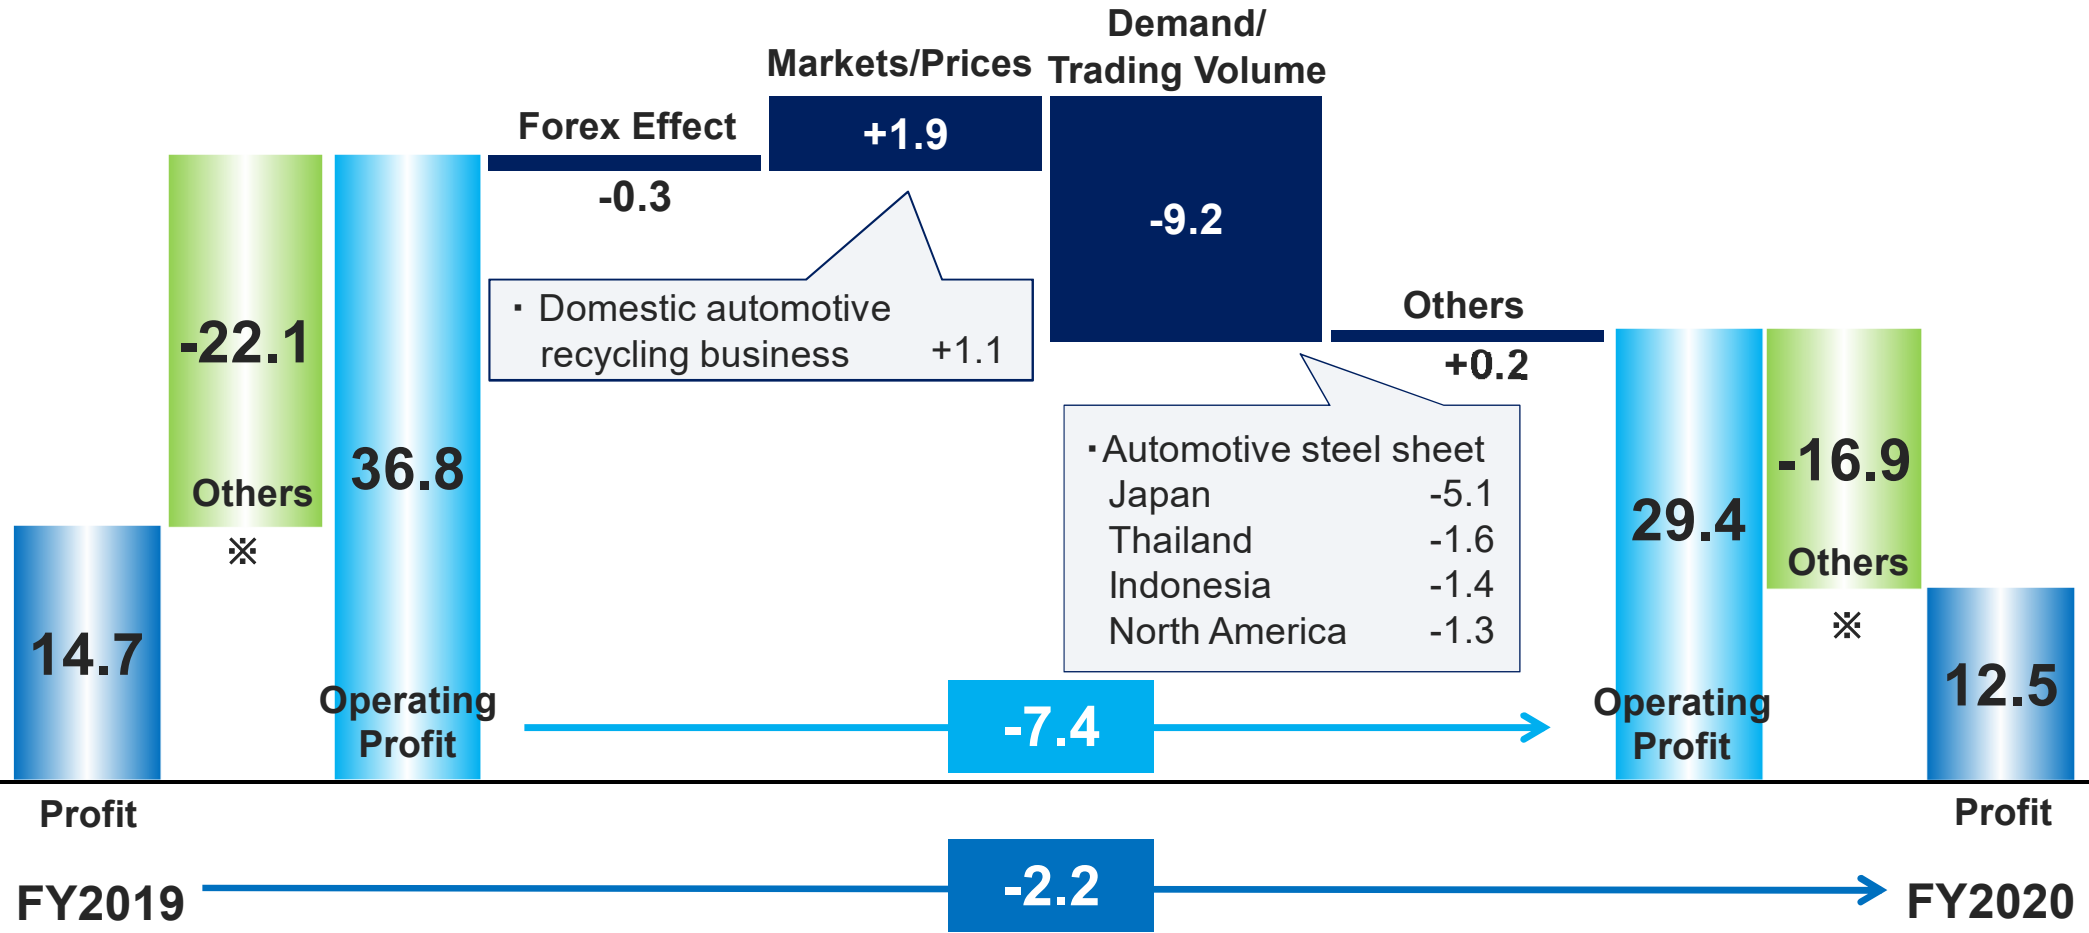 Demand/
Trading Volume
Markets/Prices
Forex Effect
+1.9
-0.3
-9.2
・Domestic automotive
recycling business +1.1
Others
+0.2
・Automotive steel sheet
Japan -5.1
Thailand -1.6
Indonesia -1.4
North America -1.3
-22.1
Others
※
36.8
Operating
Profit
14.7
Profit
29.4
Operating
Profit
-16.9
Others
※
12.5
Profit
-7.4
FY2019
-2.2
FY2020